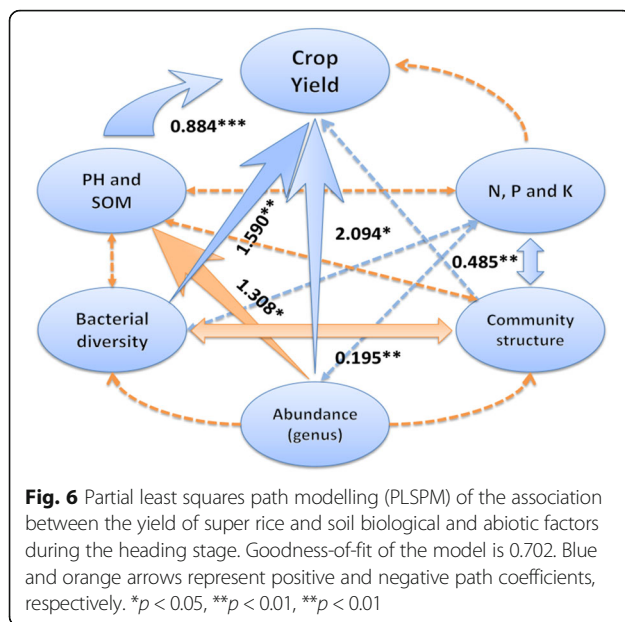 Crop
Yield
0.884***
PH and
SOM
N, P and K
1.590**
2.094*
0.485**
1.308*
Bacterial
diversity
Community
structure
0.195**
Abundance
(genus)
Fig. 6 Partial least squares path modelling (PLSPM) of the association
between the yield of super rice and soil biological and abiotic factors
during the heading stage. Goodness-of-fit of the model is 0.702. Blue
and orange arrows represent positive and negative path coefficients,
respectively. *p < 0.05, **p < 0.01, **p < 0.01